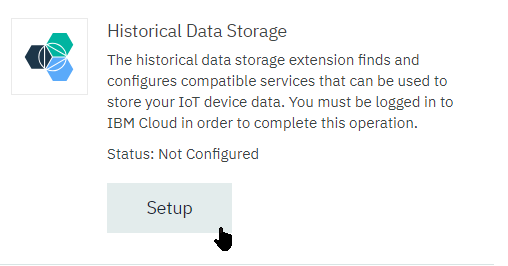 Historical Data Storage
The historical data storage extension finds and
configures compatible services that can be used to
store your IoT device data. You must be logged in to
IBM Cloud in order to complete this operation.
Status: Not Configured
Setup